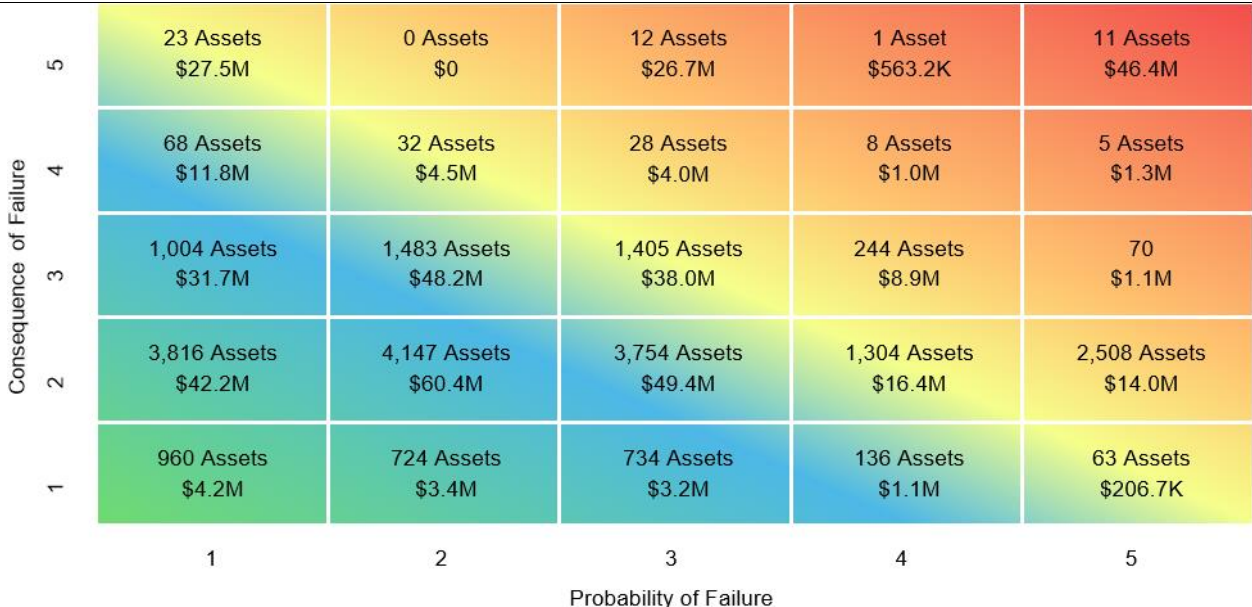 5
23 Assets
$27.5M
0 Assets
$0
12 Assets
$26.7M
1 Asset
$563.2K
11 Assets
$46.4M
4
68 Assets
$11.8M
32 Assets
$4.5M
28 Assets
$4.0M
8 Assets
$1.0M
5 Assets
$1.3M
Consequence of Failure
3
1,004 Assets
$31.7M
1,483 Assets
$48.2M
1,405 Assets
$38.0M
244 Assets
$8.9M
70
$1.1M
2
3,816 Assets
$42.2M
4,147 Assets
$60.4M
3,754 Assets
$49.4M
1,304 Assets
$16.4M
2,508 Assets
$14.0M
1
960 Assets
$4.2M
724 Assets
$3.4M
734 Assets
$3.2M
136 Assets
$1.1M
63 Assets
$206.7K
1
2
3
4
5
Probability of Failure